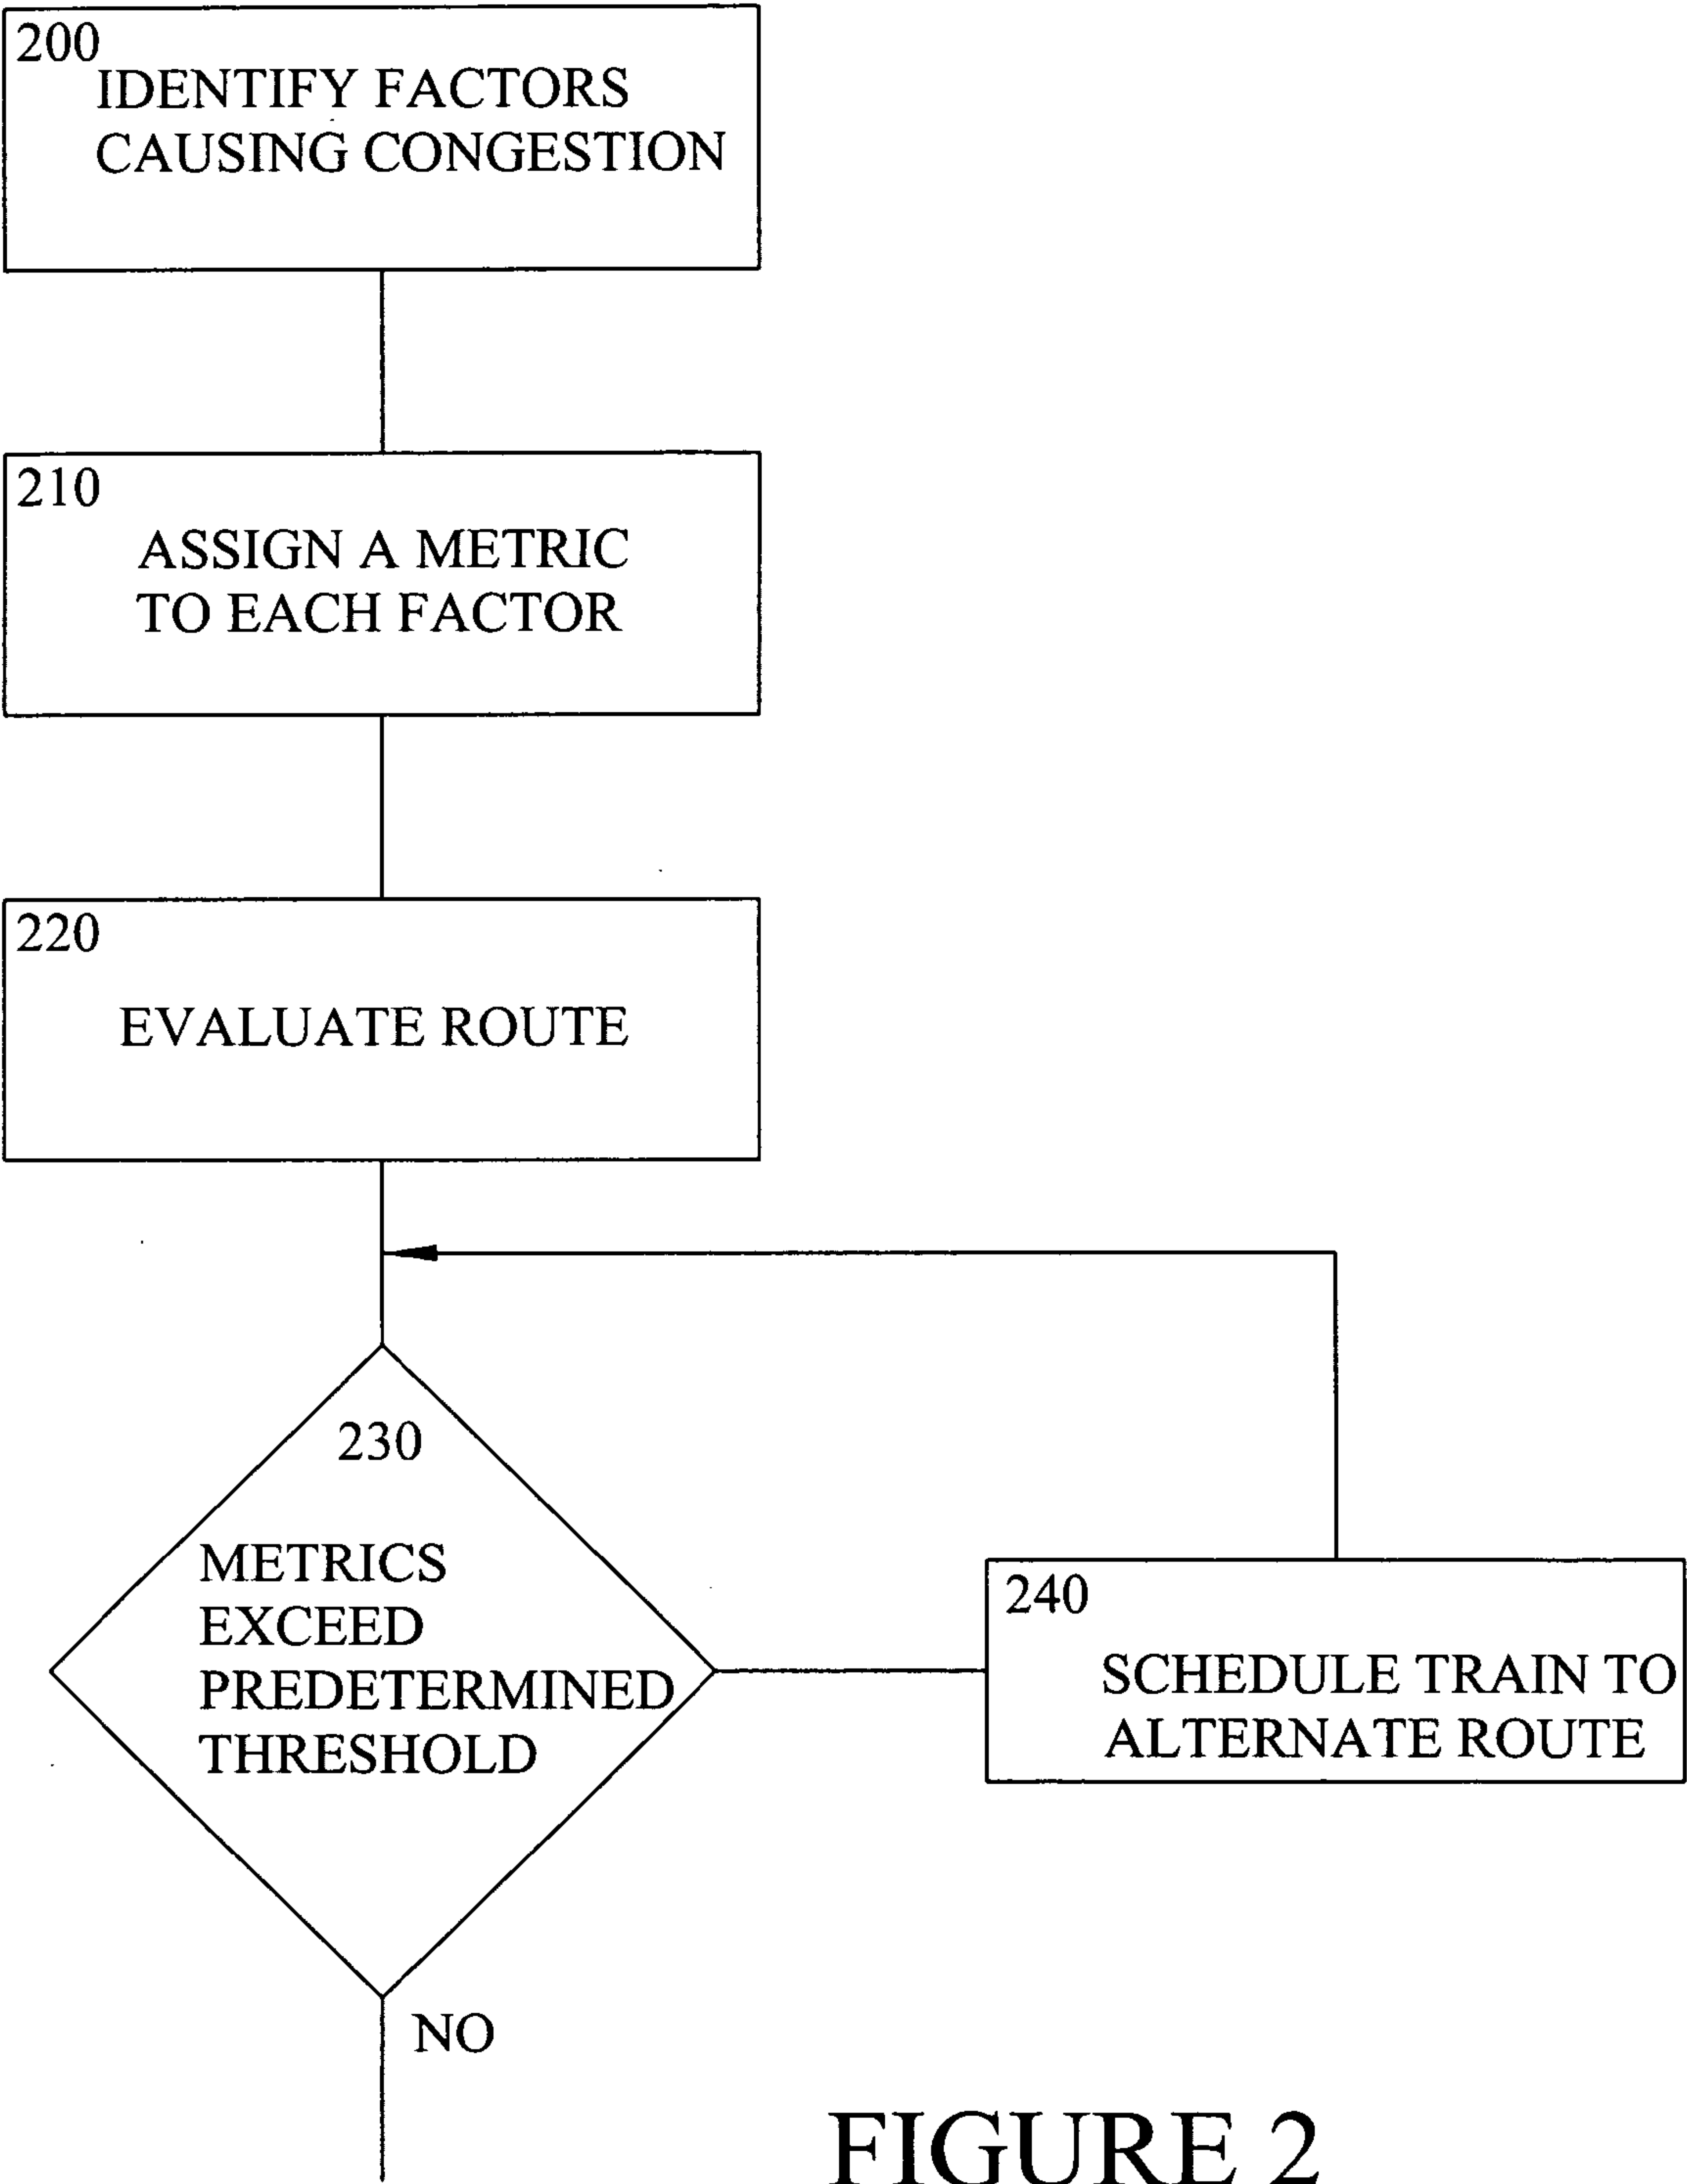 200
IDENTIFY FACTORS
CAUSING CONGESTION
210
ASSIGN A METRIC
TO EACH FACTOR
220
EVALUATE ROUTE
230
METRICS
EXCEED
PREDETERMINED
THRESHOLD
240
SCHEDULE TRAIN TO
ALTERNATE ROUTE
NO
FIGURE 2